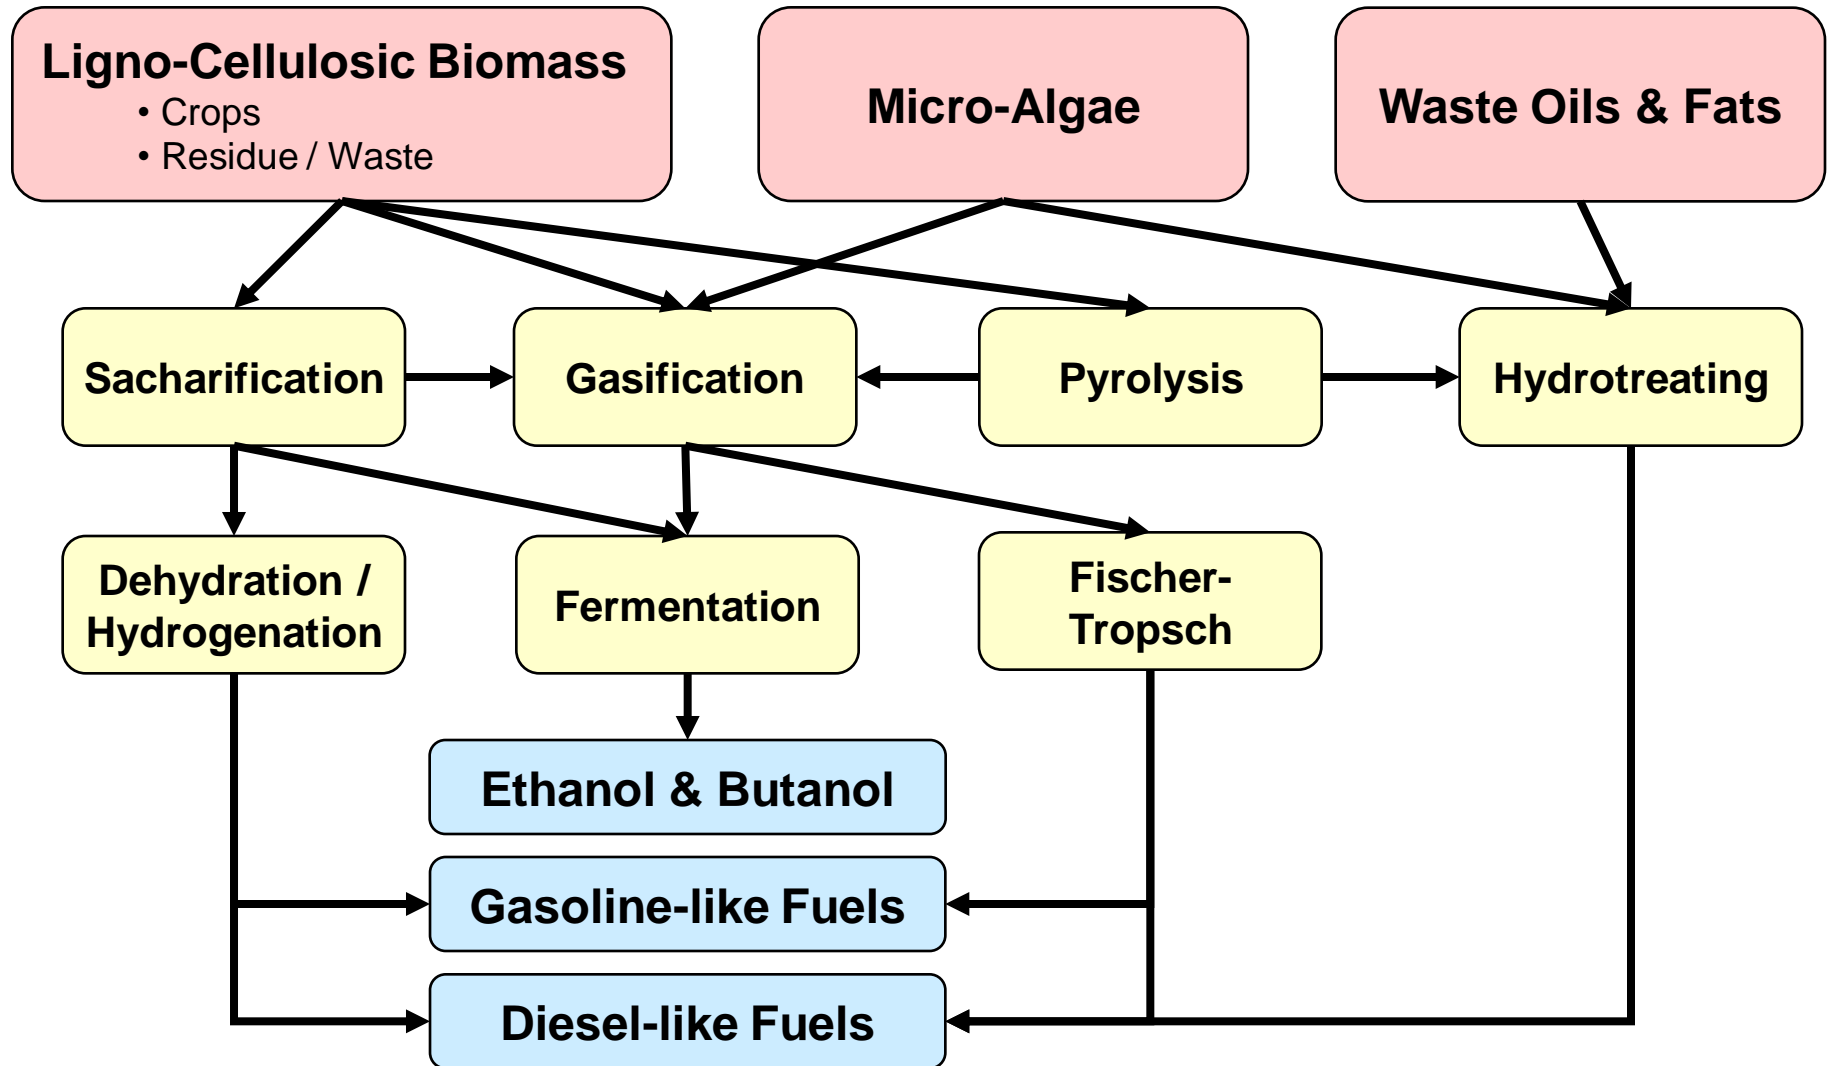 Ligno-Cellulosic Biomass
• Crops
• Residue / Waste
Micro-Algae
Waste Oils & Fats
Sacharification
Gasification
Pyrolysis
Hydrotreating
Dehydration /
Hydrogenation
Fermentation
Fischer-
Tropsch
Ethanol & Butanol
Gasoline-like Fuels
Diesel-like Fuels